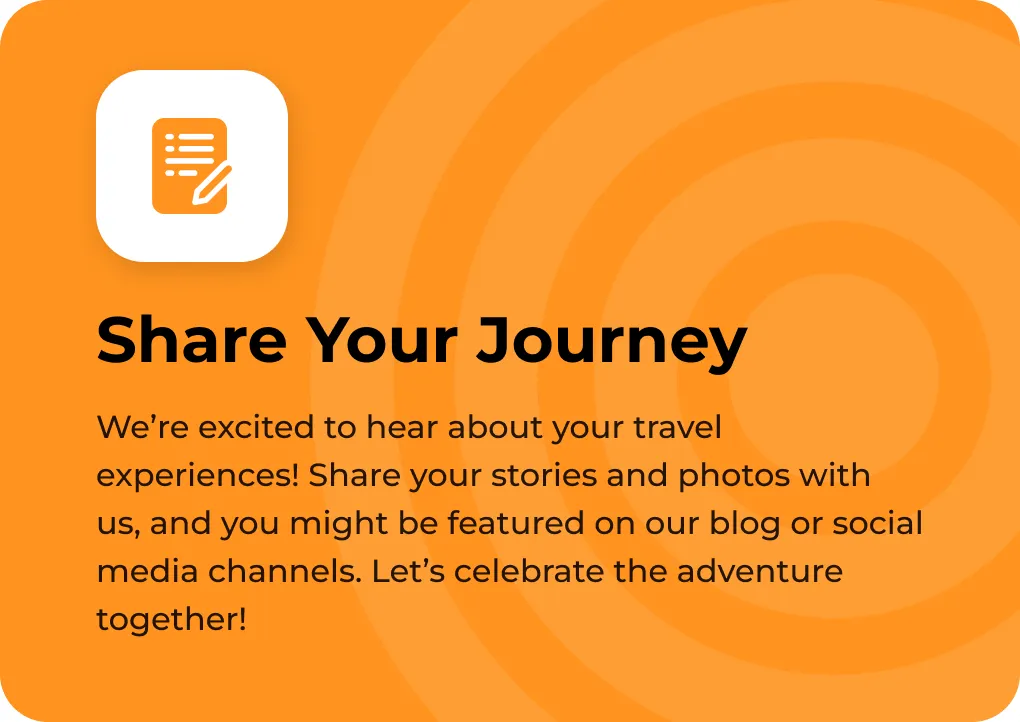 Share Your Journey
We’re excited to hear about your travel
experiences! Share your stories and photos with
us, and you might be featured on our blog or social
media channels. Let’s celebrate the adventure
together!